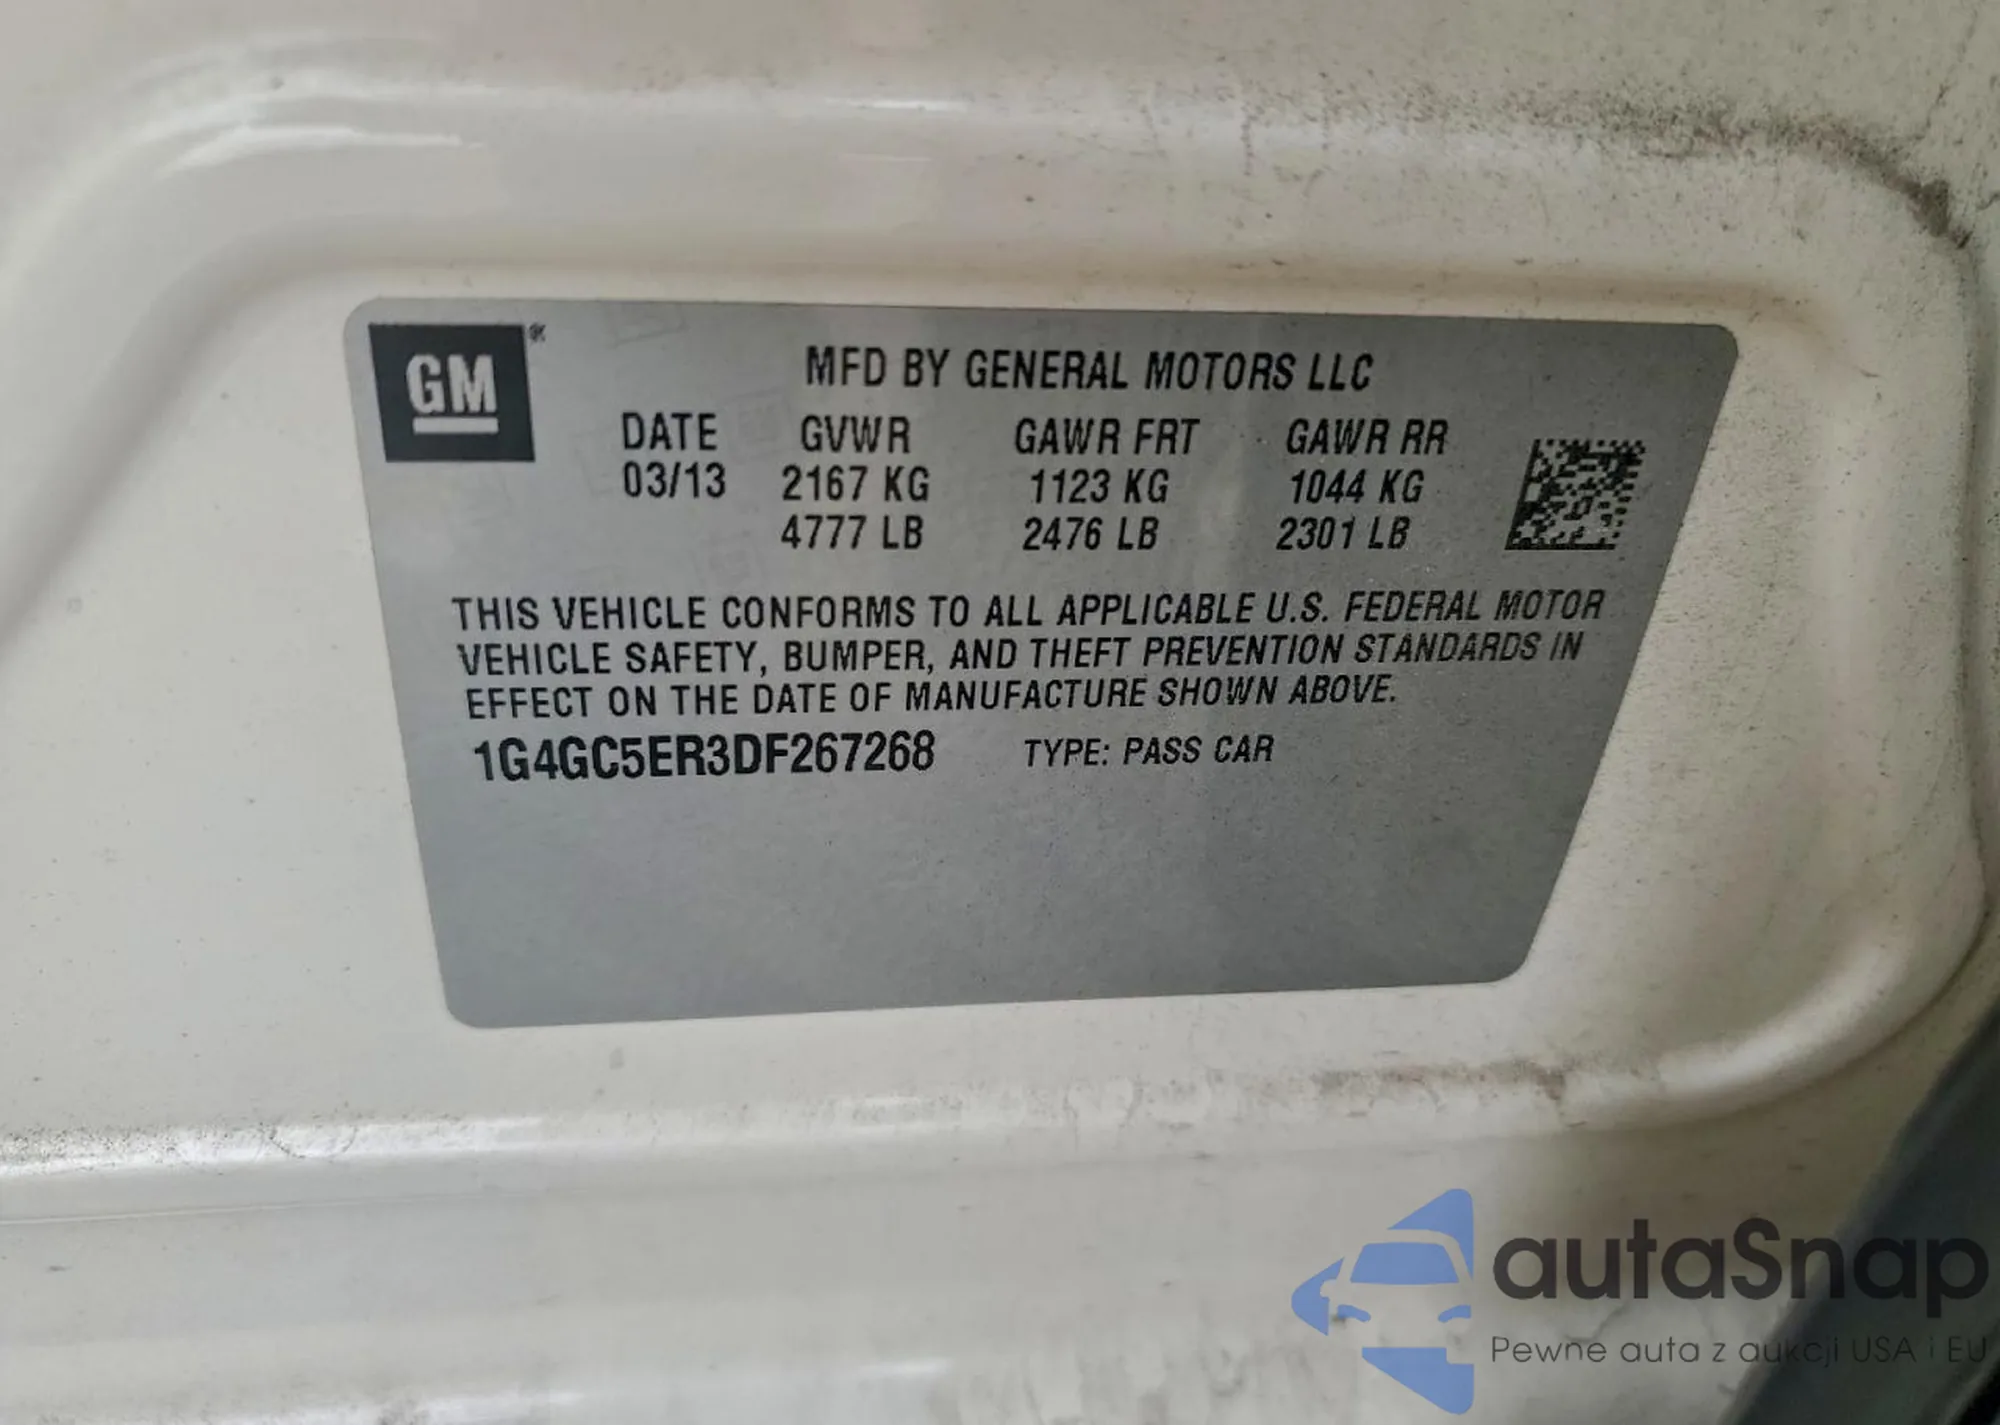 GM
MFD BY GENERAL MOTORS LLC
DATE GVWR GAWR FRT GAWR RR
03/13 2167 KG 1123 KG 1044 KG
4777 LB 2476 LB 2301 LB
THIS VEHICLE CONFORMS TO ALL APPLICABLE U.S. FEDERAL MOTOR
VEHICLE SAFETY, BUMPER, AND THEFT PREVENTION STANDARDS IN
EFFECT ON THE DATE OF MANUFACTURE SHOWN ABOVE.
1G4GC5ER3DF267268 TYPE: PASS CAR
autaSnap
Pewne auta z aukcji USA i EU